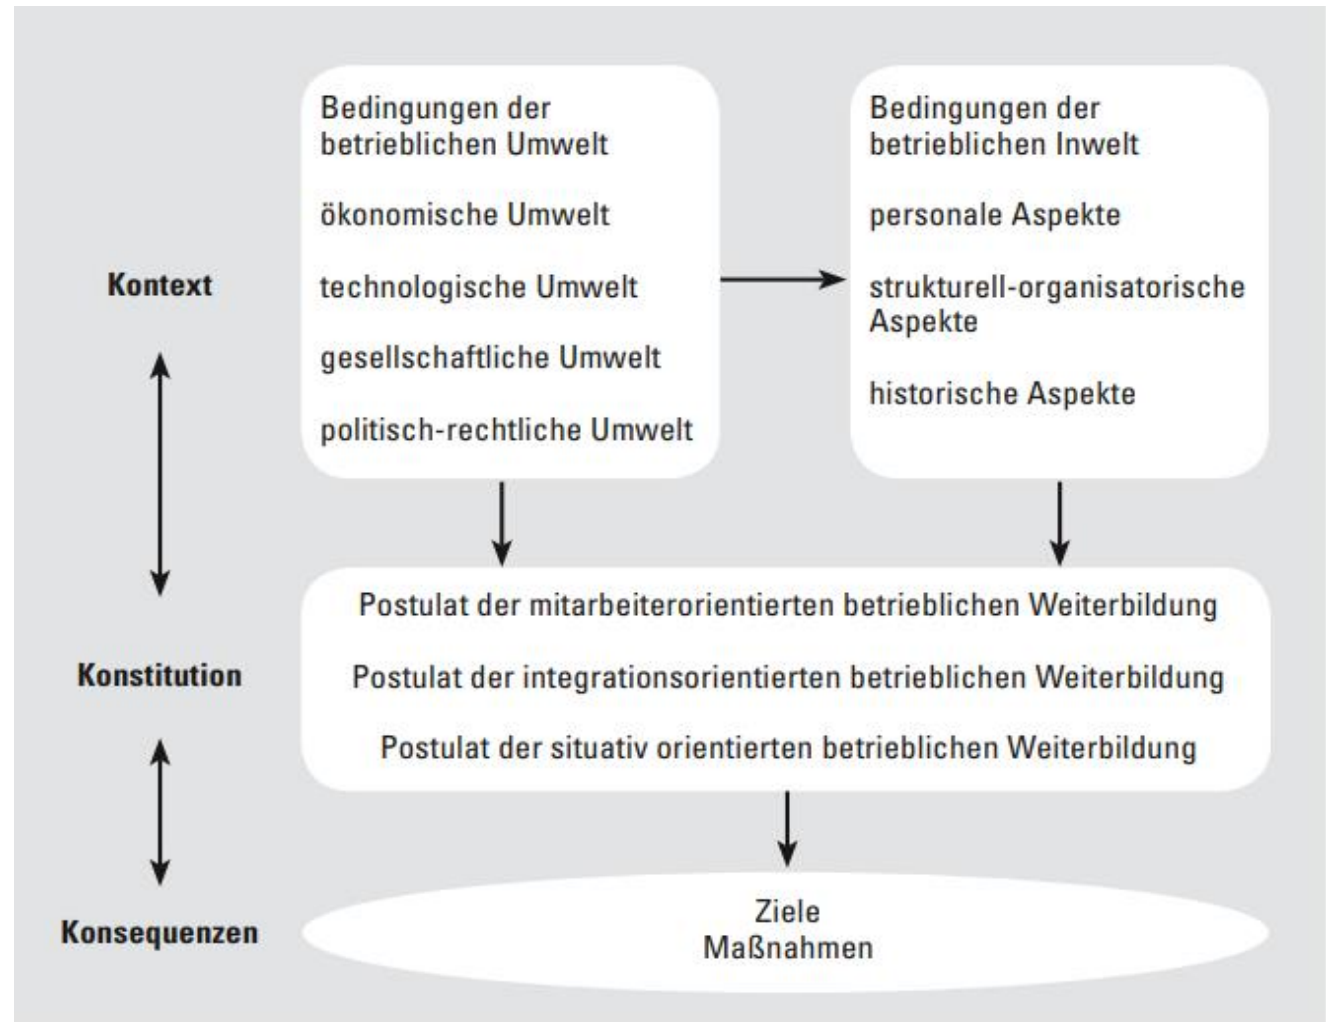 Kontext
Bedingungen der
betrieblichen Umwelt
ökonomische Umwelt
technologische Umwelt
gesellschaftliche Umwelt
politisch-rechtliche Umwelt
Bedingungen der
betrieblichen Inwelt
personale Aspekte
strukturell-organisatorische
Aspekte
historische Aspekte
Konstitution
Postulat der mitarbeiterorientierten betrieblichen Weiterbildung
Postulat der integrationsorientierten betrieblichen Weiterbildung
Postulat der situativ orientierten betrieblichen Weiterbildung
Konsequenzen
Ziele
Maßnahmen